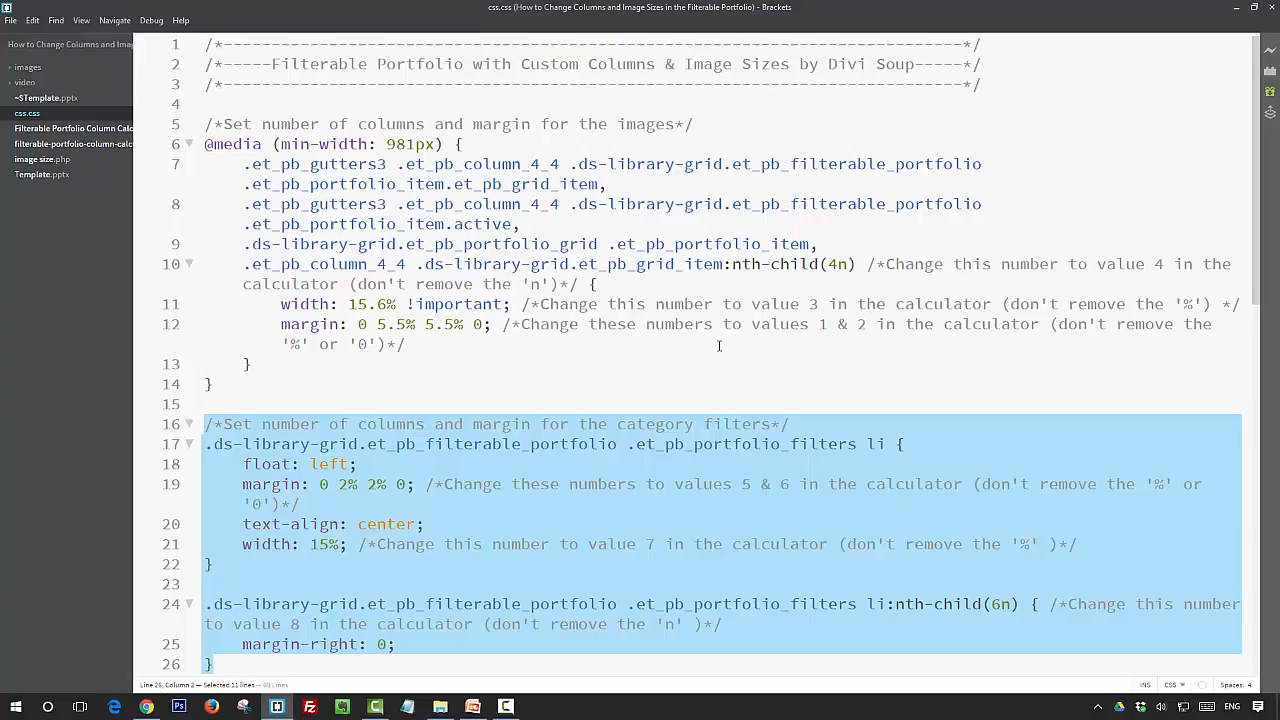 css.css (How to Change Columns and Image Sizes in the Filterable Portfolio) - Brackets
File Edit Find View Navigate Debug Help
How to Change Columns and Imag
images
video
~$Template.pptx
css.css
Filterable Portfolio Column Calc
filterable-portfolio-column-calc
image size.php
Template.pptx
1 /*-----------------------------------------------------------------------------*/
2 /*-----Filterable Portfolio with Custom Columns & Image Sizes by Divi Soup-----*/
3 /*-----------------------------------------------------------------------------*/
4
5 /*Set number of columns and margin for the images*/
6 @media (min-width: 981px) {
7 .et_pb_gutters3 .et_pb_column_4_4 .ds-library-grid.et_pb_filterable_portfolio
.et_pb_portfolio_item.et_pb_grid_item,
8 .et_pb_gutters3 .et_pb_column_4_4 .ds-library-grid.et_pb_filterable_portfolio
.et_pb_portfolio_item.active,
9 .ds-library-grid.et_pb_portfolio_grid .et_pb_portfolio_item,
10 .et_pb_column_4_4 .ds-library-grid.et_pb_grid_item:nth-child(4n) /*Change this number to value 4 in the
calculator (don't remove the 'n')*/ {
11 width: 15.6% !important; /*Change this number to value 3 in the calculator (don't remove the '%') */
12 margin: 0 5.5% 5.5% 0; /*Change these numbers to values 1 & 2 in the calculator (don't remove the
'%' or '0')*/
13 }
14 }
15
16 /*Set number of columns and margin for the category filters*/
17 .ds-library-grid.et_pb_filterable_portfolio .et_pb_portfolio_filters li {
18 float: left;
19 margin: 0 2% 2% 0; /*Change these numbers to values 5 & 6 in the calculator (don't remove the '%' or
'0')*/
20 text-align: center;
21 width: 15%; /*Change this number to value 7 in the calculator (don't remove the '%' )*/
22 }
23
24 .ds-library-grid.et_pb_filterable_portfolio .et_pb_portfolio_filters li:nth-child(6n) { /*Change this number
to value 8 in the calculator (don't remove the 'n' )*/
25 margin-right: 0;
26 }
Line 26, Column 2 — Selected 11 lines — 60 Lines
INS CSS Spaces: 4
ENG